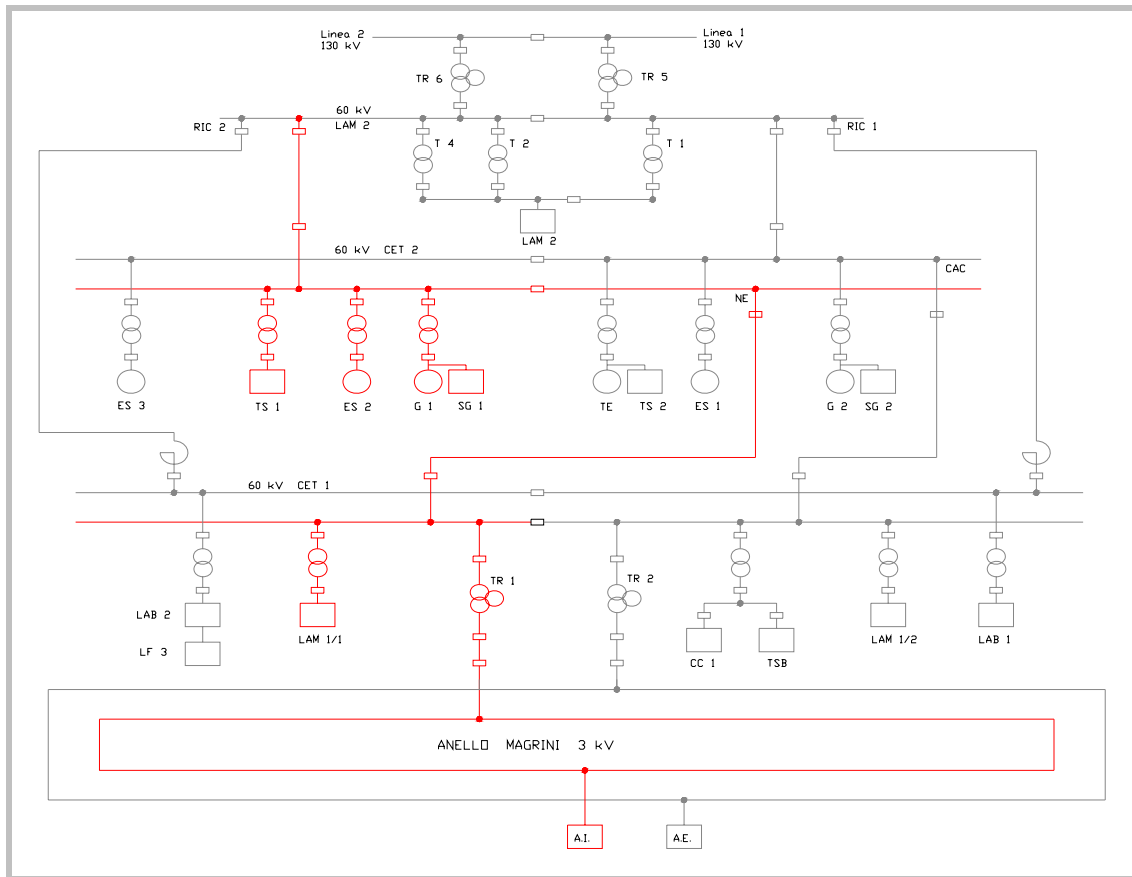 Linea 2
130 kV
Linea 1
130 kV
TR 6
TR 5
60 kV
LAM 2
RIC 2
RIC 1
T 4
T 2
T 1
LAM 2
60 kV CET 2
CAC
NE
ES 3
TS 1
ES 2
G 1
SG 1
TE
TS 2
ES 1
G 2
SG 2
60 kV CET 1
TR 1
TR 2
LAB 2
LAM 1/1
LF 3
CC 1
TSB
LAM 1/2
LAB 1
ANELLO MAGRINI 3 kV
A.I.
A.E.